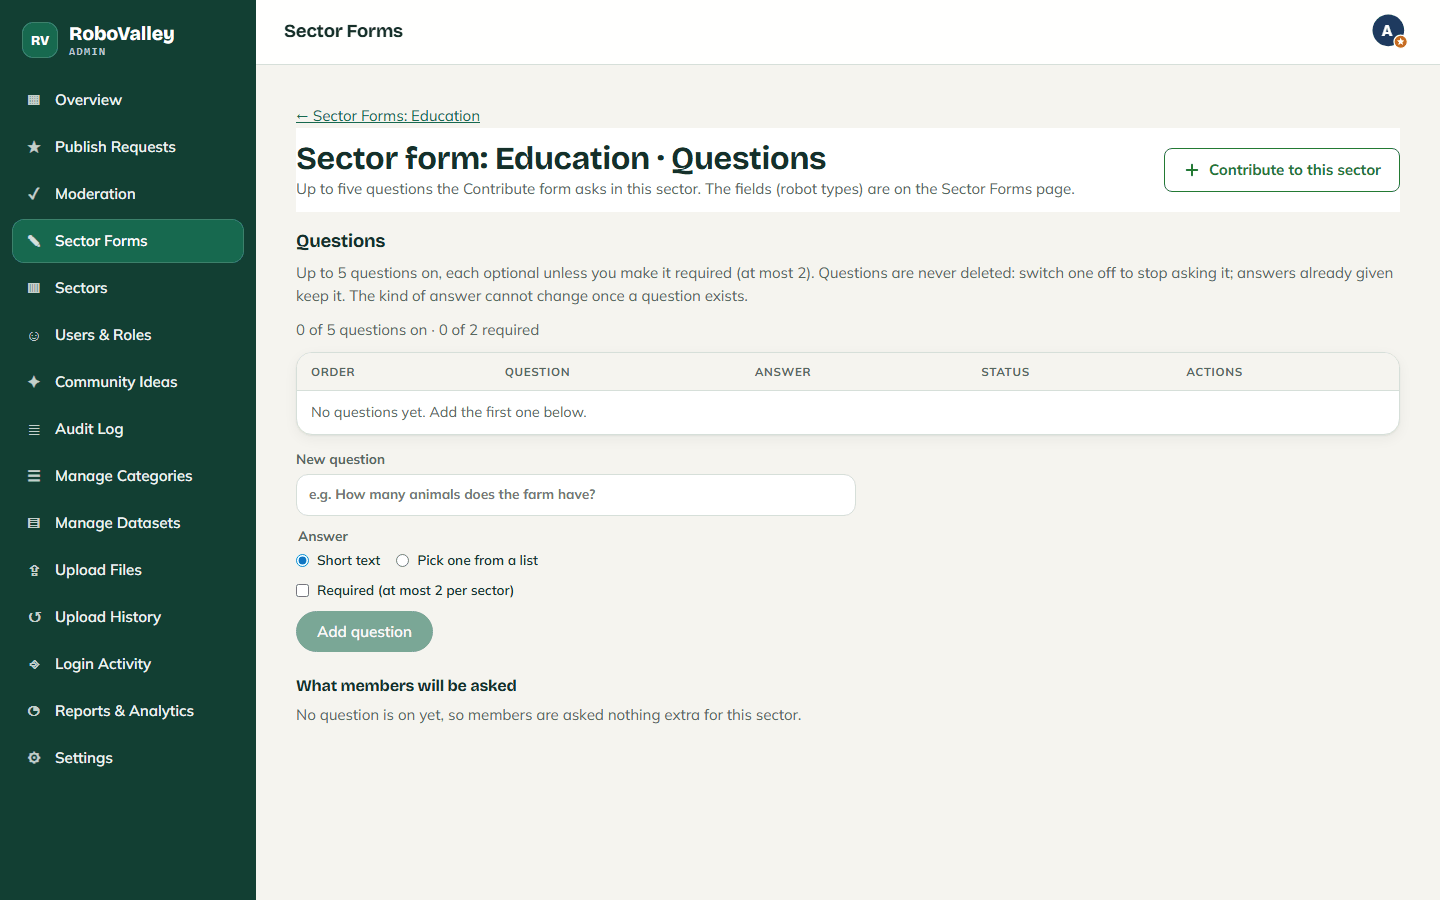 RV
RoboValley
ADMIN
Overview
Publish Requests
Moderation
Sector Forms
Sectors
Users & Roles
Community Ideas
Audit Log
Manage Categories
Manage Datasets
Upload Files
Upload History
Login Activity
Reports & Analytics
Settings
Sector Forms
A
← Sector Forms: Education
Sector form: Education · Questions
Up to five questions the Contribute form asks in this sector. The fields (robot types) are on the Sector Forms page.
+ Contribute to this sector
Questions
Up to 5 questions on, each optional unless you make it required (at most 2). Questions are never deleted: switch one off to stop asking it; answers already given
keep it. The kind of answer cannot change once a question exists.
0 of 5 questions on · 0 of 2 required
ORDER QUESTION ANSWER STATUS ACTIONS
No questions yet. Add the first one below.
New question
e.g. How many animals does the farm have?
Answer
Short text Pick one from a list
Required (at most 2 per sector)
Add question
What members will be asked
No question is on yet, so members are asked nothing extra for this sector.